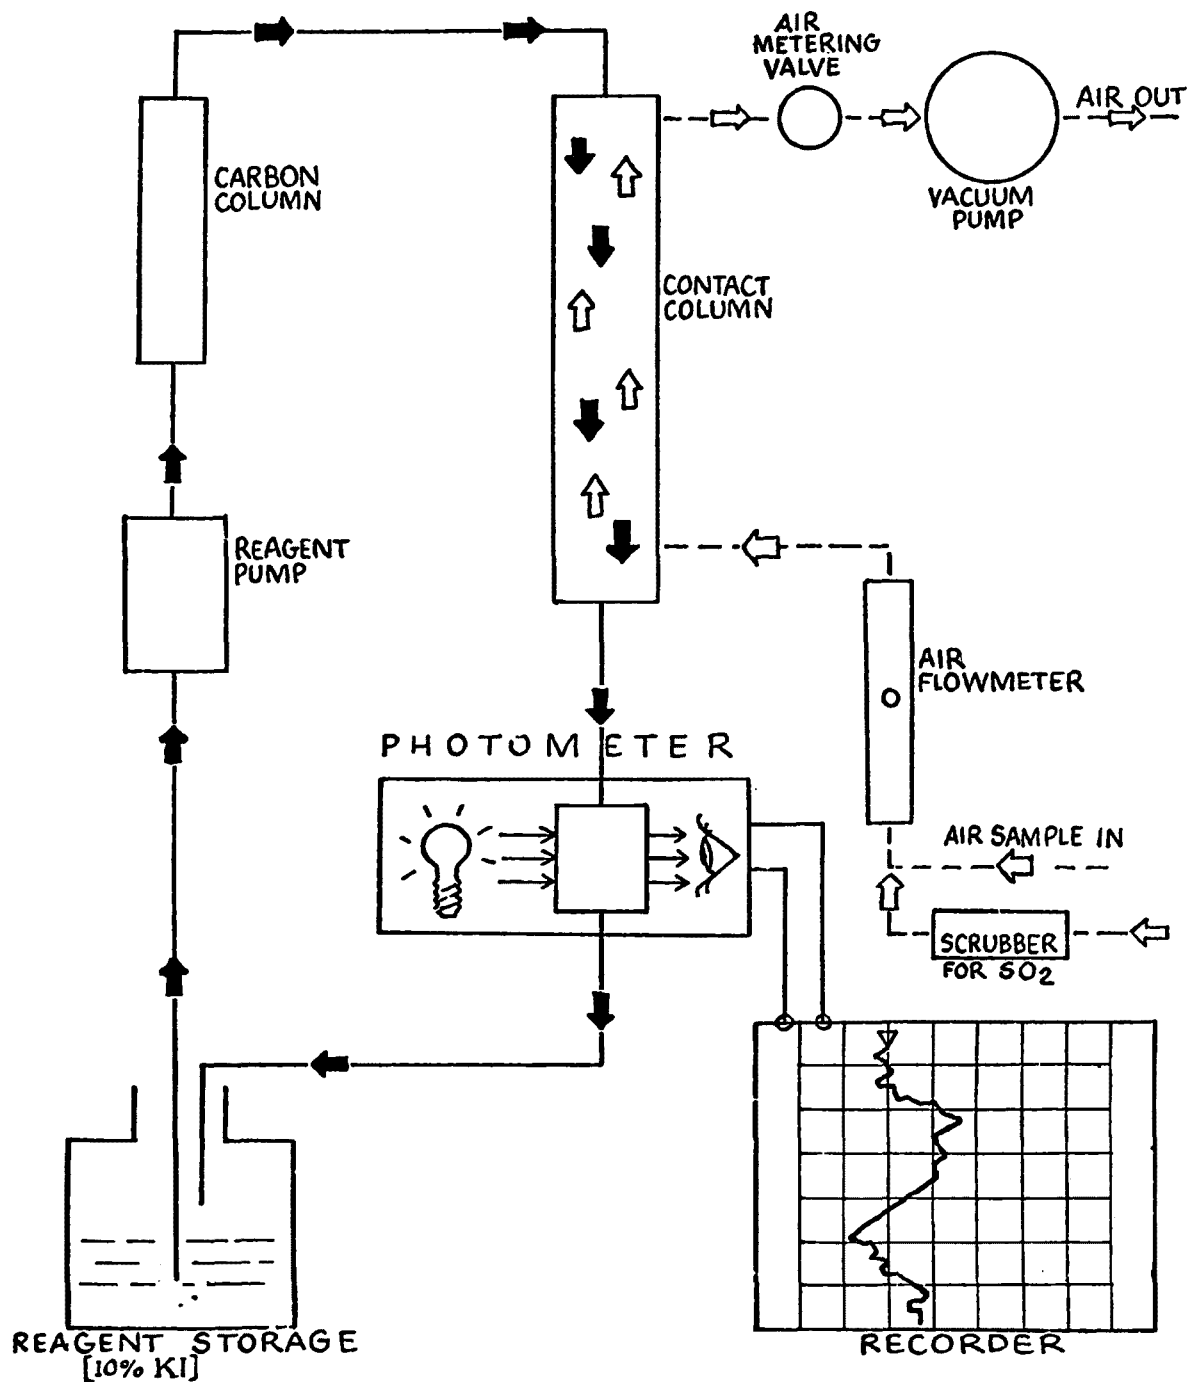 AIR
METERING
VALVE
AIR OUT
CARBON
COLUMN
VACUUM
PUMP
CONTACT
COLUMN
REAGENT
PUMP
AIR
FLOWMETER
PHOTOMETER
AIR SAMPLE IN
SCRUBBER
FOR SO2
REAGENT STORAGE
[10% KI]
RECORDER